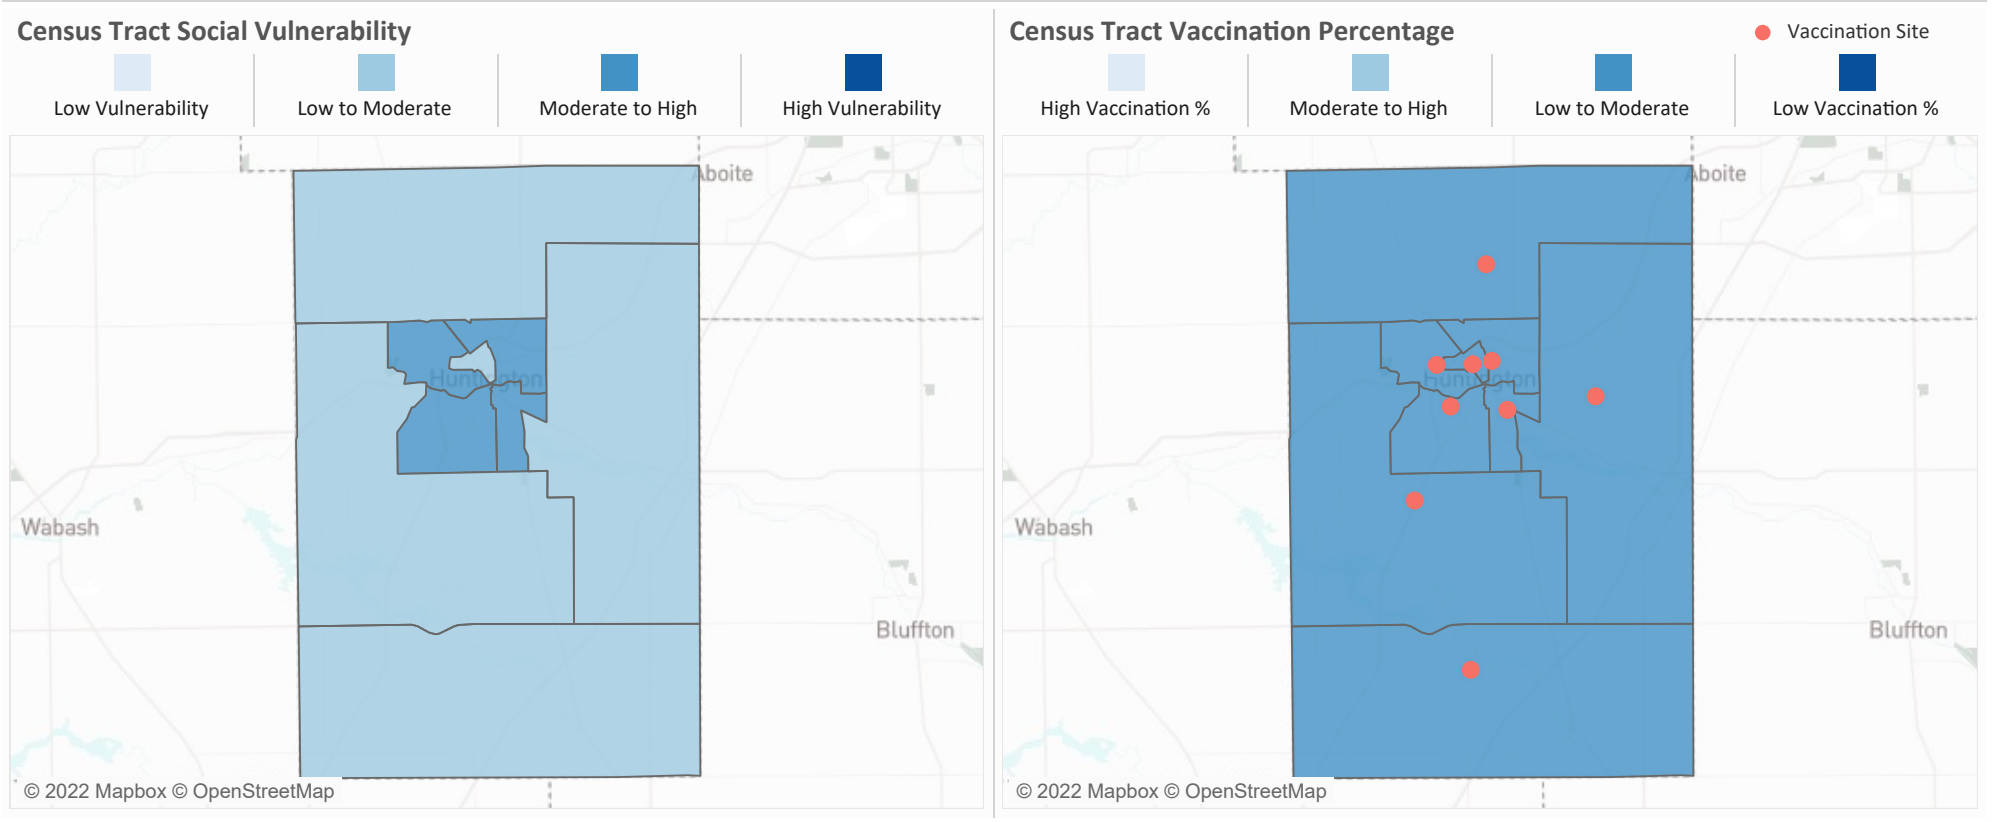 Census Tract Social Vulnerability
Low Vulnerability
Low to Moderate
Moderate to High
High Vulnerability
Aboite
Huntington
Wabash
Bluffton
© 2022 Mapbox © OpenStreetMap
Census Tract Vaccination Percentage
Vaccination Site
High Vaccination %
Moderate to High
Low to Moderate
Low Vaccination %
Aboite
Huntington
Wabash
Bluffton
© 2022 Mapbox © OpenStreetMap